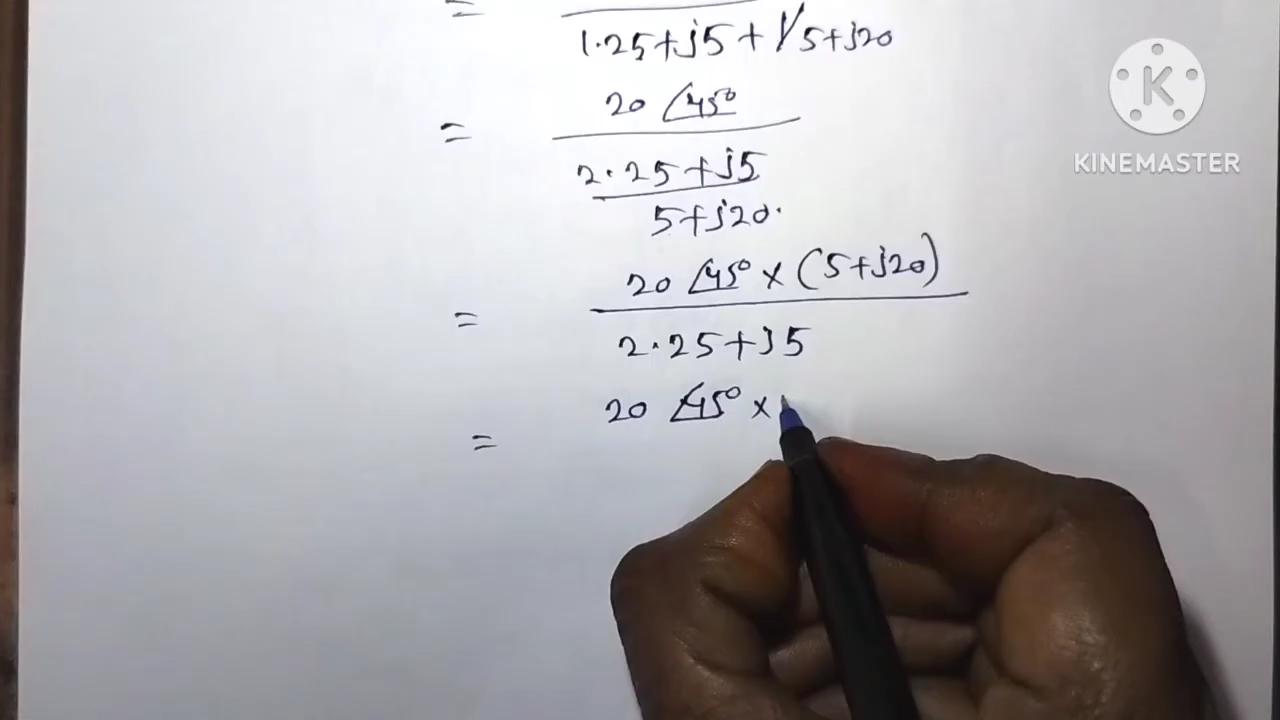 =
1.25+j5+1/5+j20
20 ∠45°
=
2.25+j5
5+j20.
20 ∠45° × (5+j20)
=
2.25+j5
20 ∠45° ×
=
K
KINEMASTER